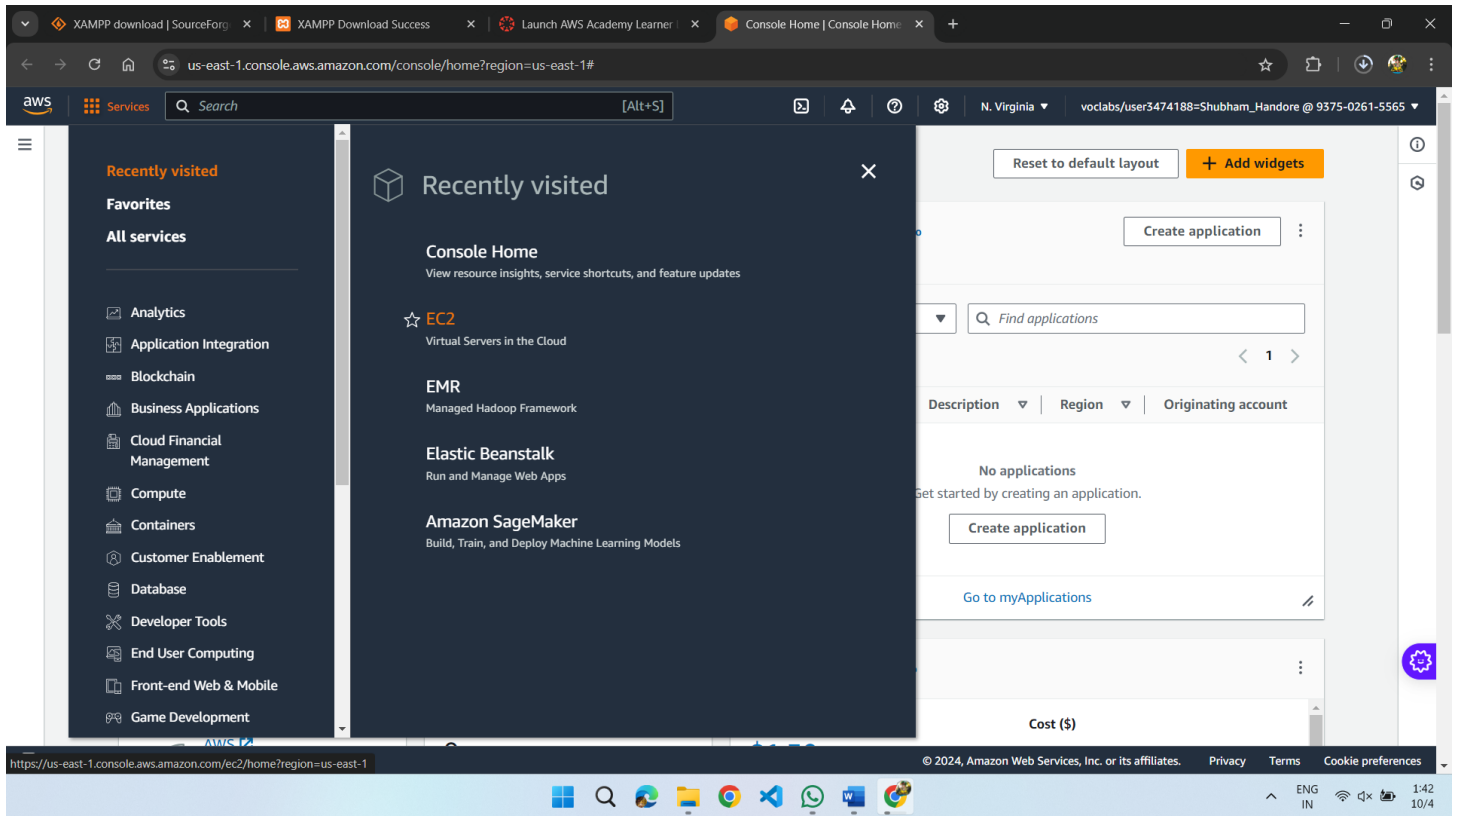 XAMPP download | SourceForg
XAMPP Download Success
Launch AWS Academy Learner
Console Home | Console Home
us-east-1.console.aws.amazon.com/console/home?region=us-east-1#
aws
Services
Search
[Alt+S]
N. Virginia
voclabs/user3474188=Shubham_Handore @ 9375-0261-5565
Recently visited
Favorites
All services
Analytics
Application Integration
Blockchain
Business Applications
Cloud Financial
Management
Compute
Containers
Customer Enablement
Database
Developer Tools
End User Computing
Front-end Web & Mobile
Game Development
Recently visited
Console Home
View resource insights, service shortcuts, and feature updates
EC2
Virtual Servers in the Cloud
EMR
Managed Hadoop Framework
Elastic Beanstalk
Run and Manage Web Apps
Amazon SageMaker
Build, Train, and Deploy Machine Learning Models
Reset to default layout
+ Add widgets
Create application
Find applications
1
Description
Region
Originating account
No applications
Get started by creating an application.
Create application
Go to myApplications
Cost ($)
AWS
https://us-east-1.console.aws.amazon.com/ec2/home?region=us-east-1
© 2024, Amazon Web Services, Inc. or its affiliates.
Privacy
Terms
Cookie preferences
ENG
IN
1:42
10/4